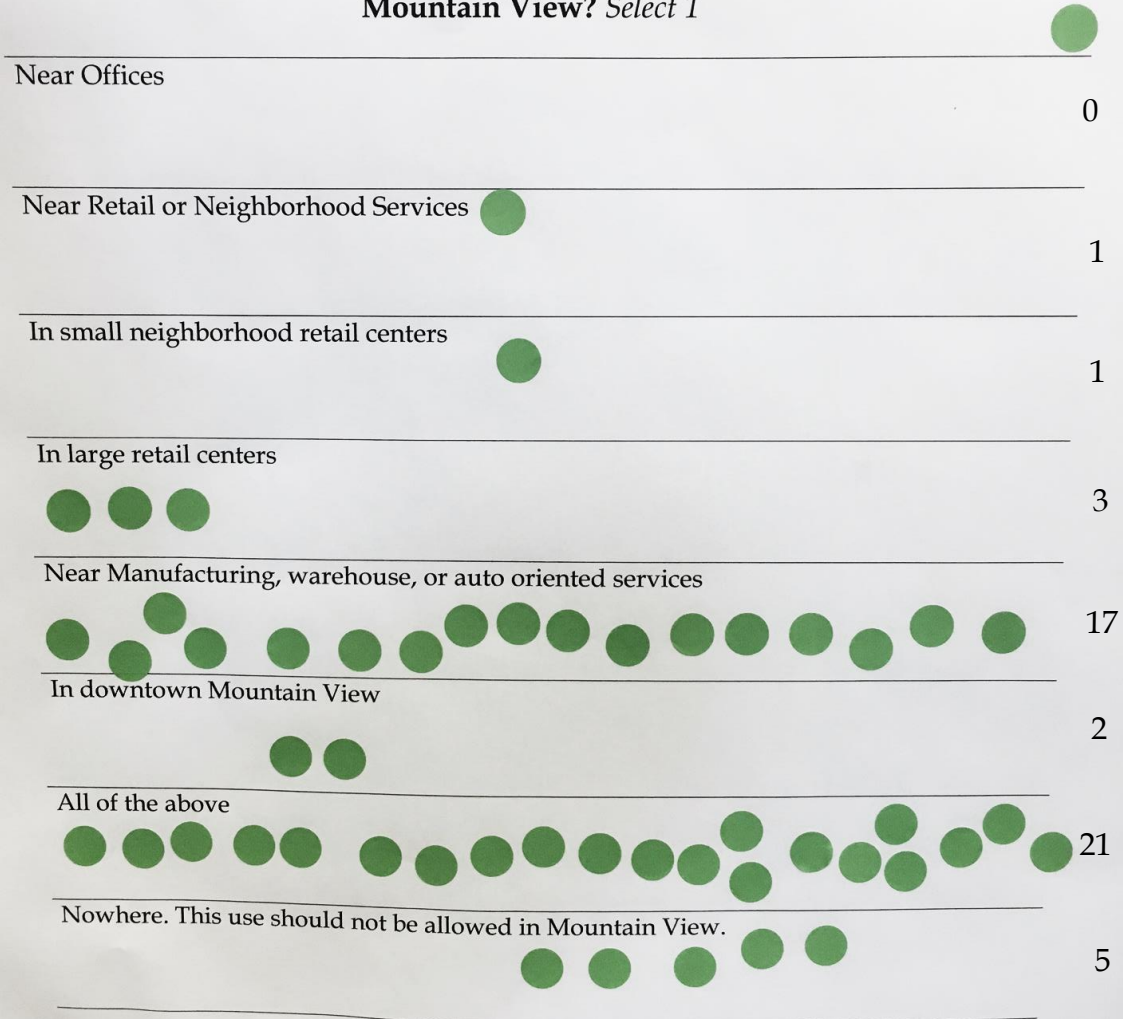 Mountain View? Select 1
Near Offices
0
Near Retail or Neighborhood Services
1
In small neighborhood retail centers
1
In large retail centers
3
Near Manufacturing, warehouse, or auto oriented services
17
In downtown Mountain View
2
All of the above
21
Nowhere. This use should not be allowed in Mountain View.
5